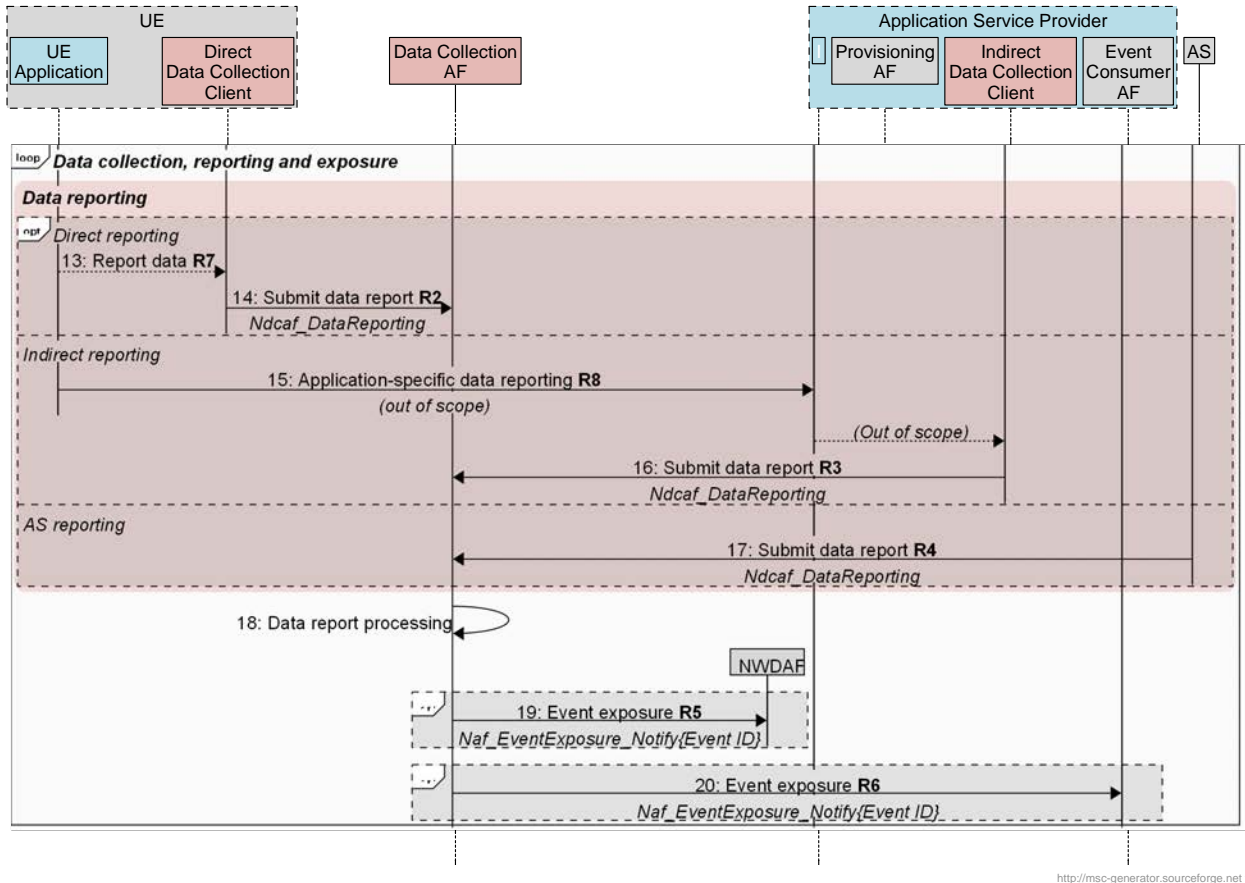 UE
Application Service Provider
UE
Application
Direct
Data Collection
Client
Data Collection
AF
Provisioning
AF
Indirect
Data Collection
Client
Event
Consumer
AF
AS
loop
Data collection, reporting and exposure
Data reporting
opt
Direct reporting
13: Report data R7
14: Submit data report R2
Ndcaf_DataReporting
Indirect reporting
15: Application-specific data reporting R8
(out of scope)
(Out of scope)
16: Submit data report R3
Ndcaf_DataReporting
AS reporting
17: Submit data report R4
Ndcaf_DataReporting
18: Data report processing
NWDAF
19: Event exposure R5
Naf_EventExposure_Notify{Event ID}
20: Event exposure R6
Naf_EventExposure_Notify{Event ID}
http://msc-generator.sourceforge.net